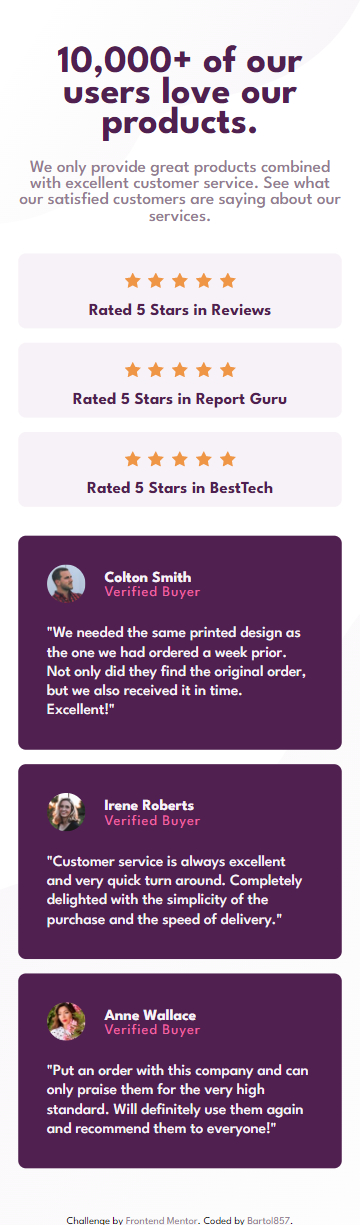 10,000+ of our
users love our
products.
We only provide great products combined
with excellent customer service. See what
our satisfied customers are saying about our
services.
Rated 5 Stars in Reviews
Rated 5 Stars in Report Guru
Rated 5 Stars in BestTech
Colton Smith
Verified Buyer
"We needed the same printed design as
the one we had ordered a week prior.
Not only did they find the original order,
but we also received it in time.
Excellent!"
Irene Roberts
Verified Buyer
"Customer service is always excellent
and very quick turn around. Completely
delighted with the simplicity of the
purchase and the speed of delivery."
Anne Wallace
Verified Buyer
"Put an order with this company and can
only praise them for the very high
standard. Will definitely use them again
and recommend them to everyone!"
Challenge by Frontend Mentor. Coded by Bartol857.